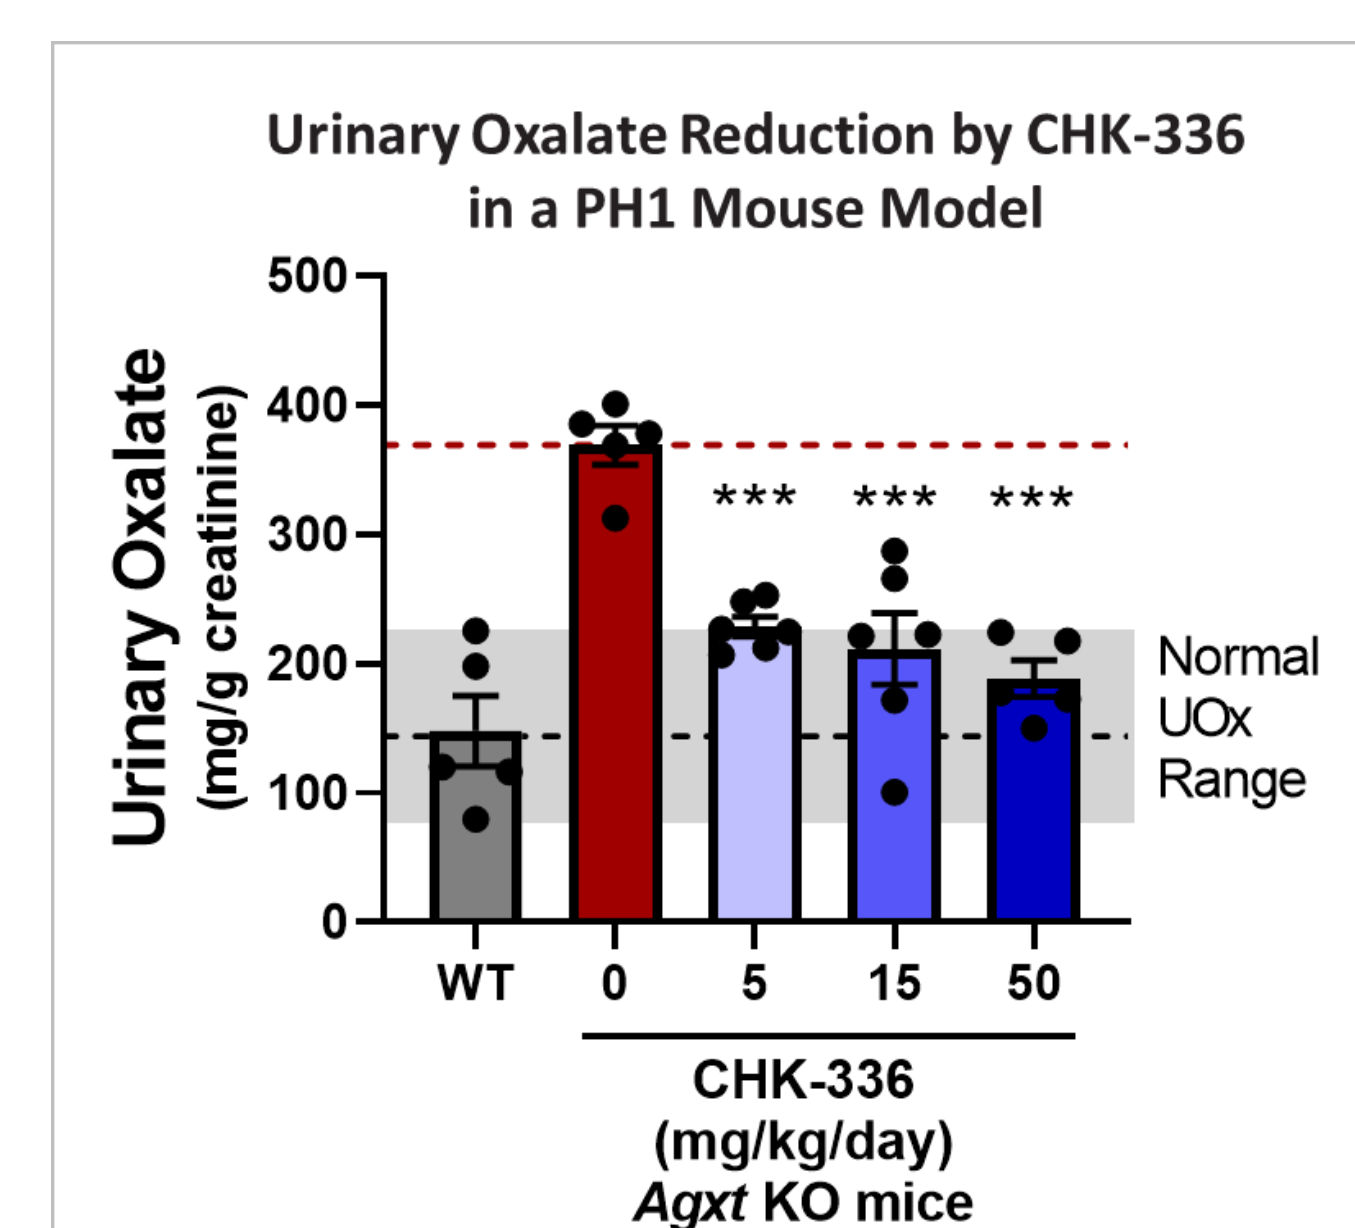 Urinary Oxalate Reduction by CHK-336
in a PH1 Mouse Model
Urinary Oxalate
(mg/g creatinine)
500
400
300
200
100
0
*** *** ***
Normal
UOx
Range
WT 0 5 15 50
CHK-336
(mg/kg/day)
Agxt KO mice